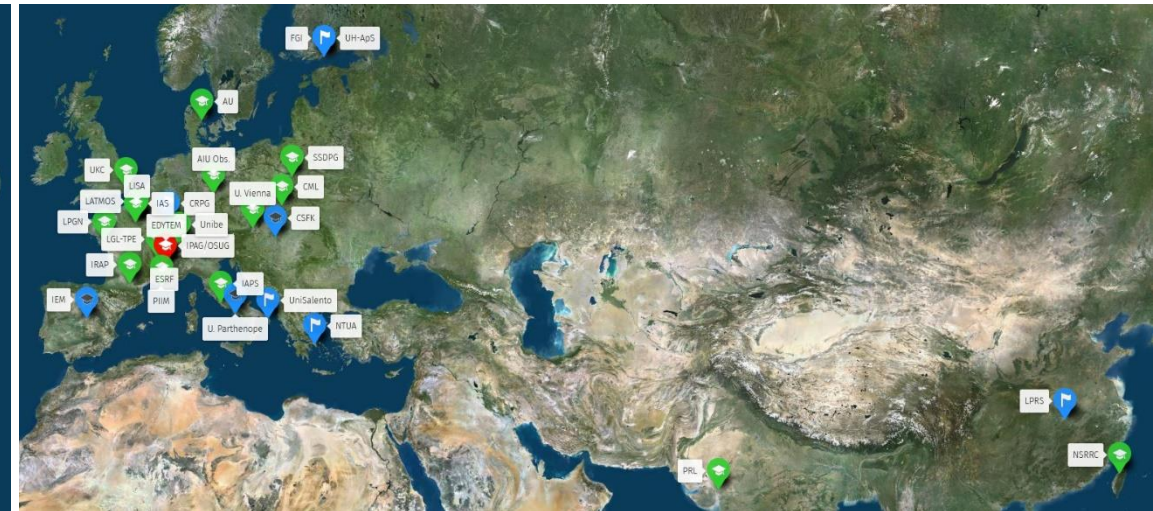 FGI
UH-ApS
AU
UKC
AIU Obs.
SSDPG
LISA
U. Vienna
CML
LATMOS
IAS
CRPG
LPGN
EDYTEM
Unibe
CSFK
LGL-TPE
IPAG/OSUG
IRAP
ESRF
IAPS
IEM
PIIM
UniSalento
U. Parthenope
NTUA
LPRS
NSRRC
PRL